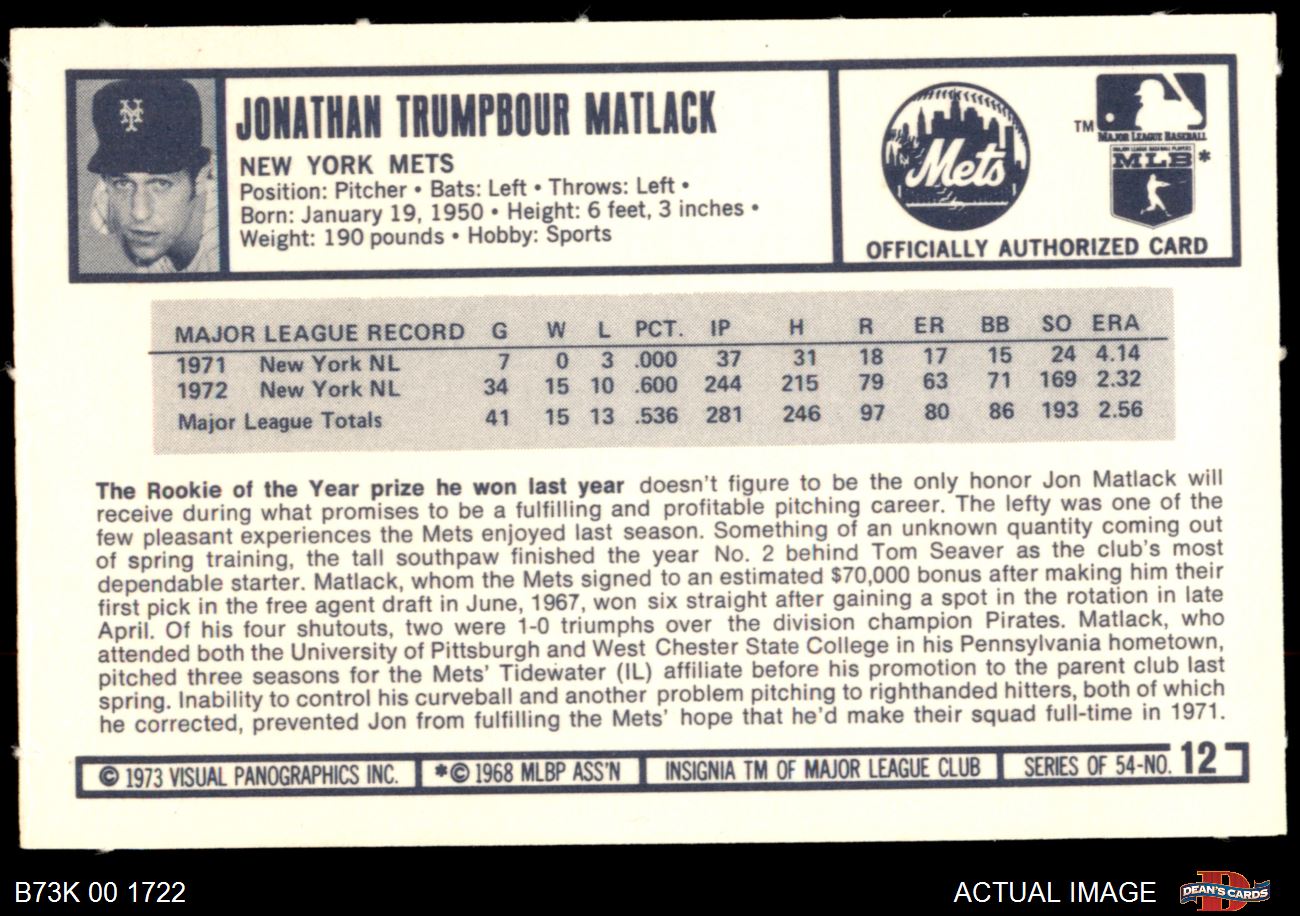 JONATHAN TRUMPBOUR MATLACK
NEW YORK METS
Position: Pitcher • Bats: Left • Throws: Left •
Born: January 19, 1950 • Height: 6 feet, 3 inches •
Weight: 190 pounds • Hobby: Sports
NY
Mets
TM
MAJOR LEAGUE BASEBALL
MAJOR LEAGUE BASEBALL PLAYERS
MLB *
OFFICIALLY AUTHORIZED CARD
MAJOR LEAGUE RECORD G W L PCT. IP H R ER BB SO ERA
1971 New York NL 7 0 3 .000 37 31 18 17 15 24 4.14
1972 New York NL 34 15 10 .600 244 215 79 63 71 169 2.32
Major League Totals 41 15 13 .536 281 246 97 80 86 193 2.56
The Rookie of the Year prize he won last year doesn't figure to be the only honor Jon Matlack will
receive during what promises to be a fulfilling and profitable pitching career. The lefty was one of the
few pleasant experiences the Mets enjoyed last season. Something of an unknown quantity coming out
of spring training, the tall southpaw finished the year No. 2 behind Tom Seaver as the club's most
dependable starter. Matlack, whom the Mets signed to an estimated $70,000 bonus after making him their
first pick in the free agent draft in June, 1967, won six straight after gaining a spot in the rotation in late
April. Of his four shutouts, two were 1-0 triumphs over the division champion Pirates. Matlack, who
attended both the University of Pittsburgh and West Chester State College in his Pennsylvania hometown,
pitched three seasons for the Mets' Tidewater (IL) affiliate before his promotion to the parent club last
spring. Inability to control his curveball and another problem pitching to righthanded hitters, both of which
he corrected, prevented Jon from fulfilling the Mets' hope that he'd make their squad full-time in 1971.
© 1973 VISUAL PANOGRAPHICS INC. *© 1968 MLBP ASS'N INSIGNIA TM OF MAJOR LEAGUE CLUB SERIES OF 54-NO. 12
B73K 00 1722
ACTUAL IMAGE
DEAN'S CARDS